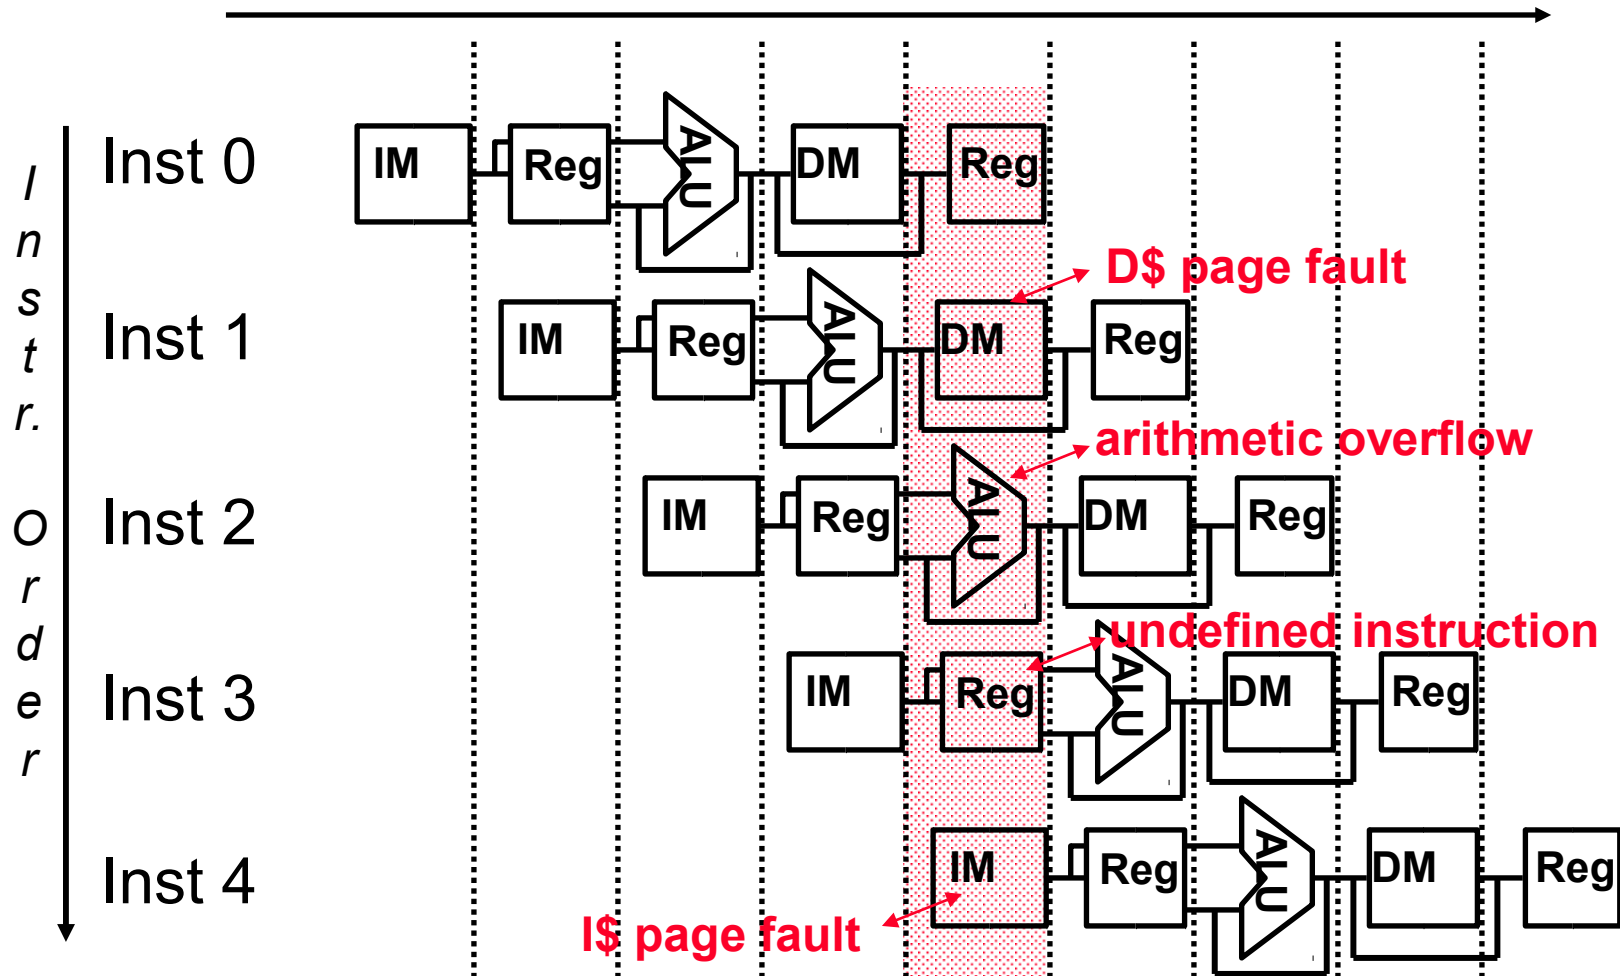 Instr.
Order
Inst 0
IM
Reg
ALU
DM
Reg
D$ page fault
Inst 1
IM
Reg
ALU
DM
Reg
arithmetic overflow
Inst 2
IM
Reg
ALU
DM
Reg
undefined instruction
Inst 3
IM
Reg
ALU
DM
Reg
Inst 4
IM
Reg
ALU
DM
Reg
I$ page fault